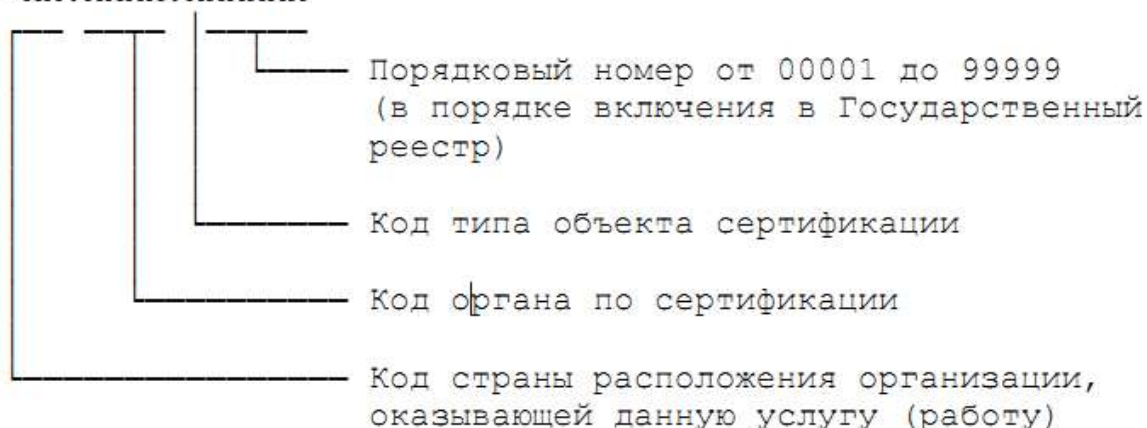 Порядковый номер от 00001 до 99999
(в порядке включения в Государственный
реестр)
Код типа объекта сертификации
Код органа по сертификации
Код страны расположения организации,
оказывающей данную услугу (работу)